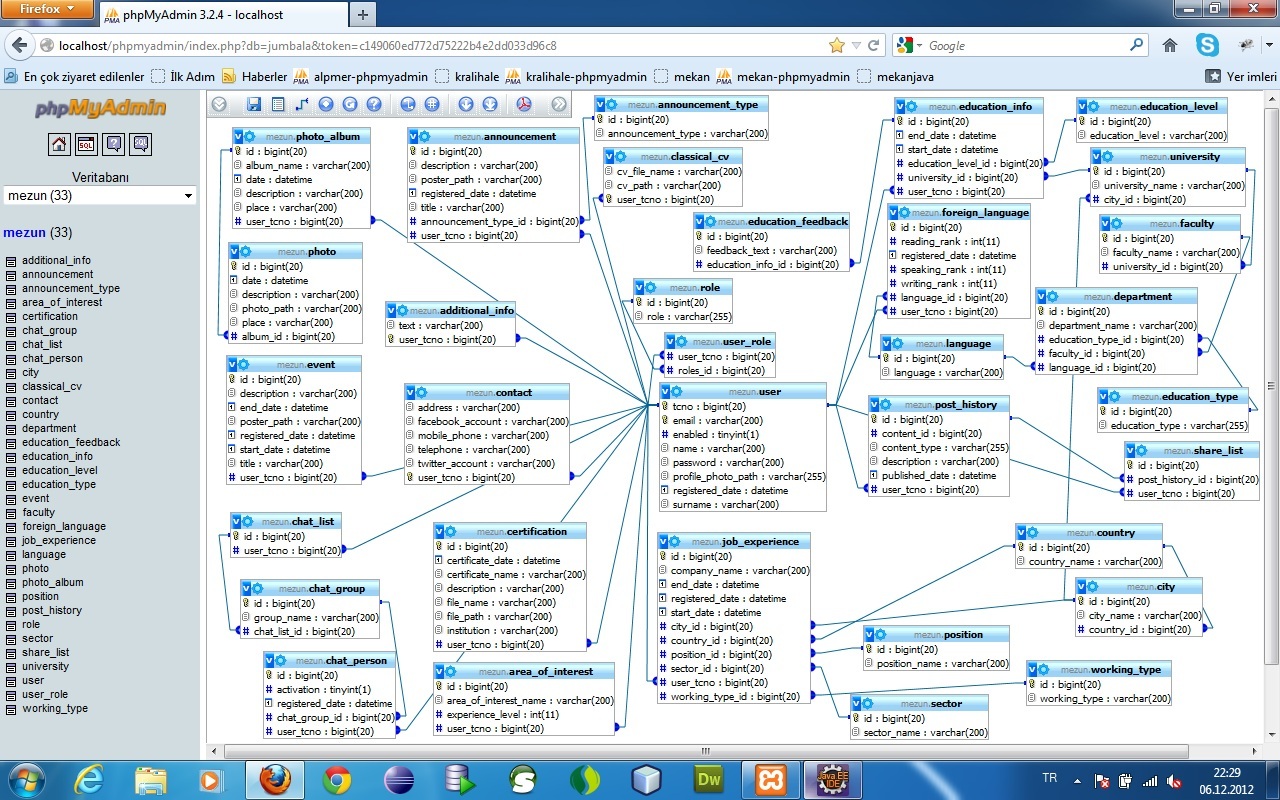 Firefox
phpMyAdmin 3.2.4 - localhost
localhost/phpmyadmin/index.php?db=jumbala&token=c149060ed772d75222b4e2dd933d96c8
Google
En çok ziyaret edilenler
İlk Adım
Haberler
alpmer-phpmyadmin
kralihale
kralihale-phpmyadmin
mekan
mekan-phpmyadmin
mekanjava
Yer imleri
phpMyAdmin
SQL
Veritabanı
mezun (33)
mezun (33)
additional_info
announcement
announcement_type
area_of_interest
certification
chat_group
chat_list
chat_person
city
classical_cv
contact
country
department
education_feedback
education_info
education_level
education_type
event
faculty
foreign_language
job_experience
language
photo
photo_album
position
post_history
role
sector
share_list
university
user
user_role
working_type
mezun.photo_album
id : bigint(20)
album_name : varchar(200)
date : datetime
description : varchar(200)
place : varchar(200)
user_tcno : bigint(20)
mezun.announcement
id : bigint(20)
description : varchar(200)
poster_path : varchar(200)
registered_date : datetime
title : varchar(200)
announcement_type_id : bigint(20)
user_tcno : bigint(20)
mezun.announcement_type
id : bigint(20)
announcement_type : varchar(200)
mezun.classical_cv
cv_file_name : varchar(200)
cv_path : varchar(200)
user_tcno : bigint(20)
mezun.education_feedback
id : bigint(20)
feedback_text : varchar(200)
education_info_id : bigint(20)
mezun.education_info
id : bigint(20)
end_date : datetime
start_date : datetime
education_level_id : bigint(20)
university_id : bigint(20)
user_tcno : bigint(20)
mezun.education_level
id : bigint(20)
education_level : varchar(200)
mezun.university
id : bigint(20)
university_name : varchar(200)
city_id : bigint(20)
mezun.faculty
id : bigint(20)
faculty_name : varchar(200)
university_id : bigint(20)
mezun.foreign_language
id : bigint(20)
reading_rank : int(11)
registered_date : datetime
speaking_rank : int(11)
writing_rank : int(11)
language_id : bigint(20)
user_tcno : bigint(20)
mezun.photo
id : bigint(20)
date : datetime
description : varchar(200)
photo_path : varchar(200)
place : varchar(200)
album_id : bigint(20)
mezun.additional_info
text : varchar(200)
user_tcno : bigint(20)
mezun.role
id : bigint(20)
role : varchar(255)
mezun.user_role
user_tcno : bigint(20)
roles_id : bigint(20)
mezun.language
id : bigint(20)
language : varchar(200)
mezun.department
id : bigint(20)
department_name : varchar(200)
education_type_id : bigint(20)
faculty_id : bigint(20)
language_id : bigint(20)
mezun.event
id : bigint(20)
description : varchar(200)
end_date : datetime
poster_path : varchar(200)
registered_date : datetime
start_date : datetime
title : varchar(200)
user_tcno : bigint(20)
mezun.contact
address : varchar(200)
facebook_account : varchar(200)
mobile_phone : varchar(200)
telephone : varchar(200)
twitter_account : varchar(200)
user_tcno : bigint(20)
mezun.user
tcno : bigint(20)
email : varchar(200)
enabled : tinyint(1)
name : varchar(200)
password : varchar(200)
profile_photo_path : varchar(255)
registered_date : datetime
surname : varchar(200)
mezun.post_history
id : bigint(20)
content_id : bigint(20)
content_type : varchar(255)
description : varchar(200)
published_date : datetime
user_tcno : bigint(20)
mezun.education_type
id : bigint(20)
education_type : varchar(255)
mezun.share_list
id : bigint(20)
post_history_id : bigint(20)
user_tcno : bigint(20)
mezun.chat_list
id : bigint(20)
user_tcno : bigint(20)
mezun.certification
id : bigint(20)
certificate_date : datetime
certificate_name : varchar(200)
description : varchar(200)
file_name : varchar(200)
file_path : varchar(200)
institution : varchar(200)
user_tcno : bigint(20)
mezun.job_experience
id : bigint(20)
company_name : varchar(200)
end_date : datetime
registered_date : datetime
start_date : datetime
city_id : bigint(20)
country_id : bigint(20)
position_id : bigint(20)
sector_id : bigint(20)
user_tcno : bigint(20)
working_type_id : bigint(20)
mezun.country
id : bigint(20)
country_name : varchar(200)
mezun.city
id : bigint(20)
city_name : varchar(200)
country_id : bigint(20)
mezun.chat_group
id : bigint(20)
group_name : varchar(200)
chat_list_id : bigint(20)
mezun.position
id : bigint(20)
position_name : varchar(200)
mezun.chat_person
id : bigint(20)
activation : tinyint(1)
registered_date : datetime
chat_group_id : bigint(20)
user_tcno : bigint(20)
mezun.area_of_interest
id : bigint(20)
area_of_interest_name : varchar(200)
experience_level : int(11)
user_tcno : bigint(20)
mezun.working_type
id : bigint(20)
working_type : varchar(200)
mezun.sector
id : bigint(20)
sector_name : varchar(200)
Dw
Java EE
IDE
TR
22:29
06.12.2012